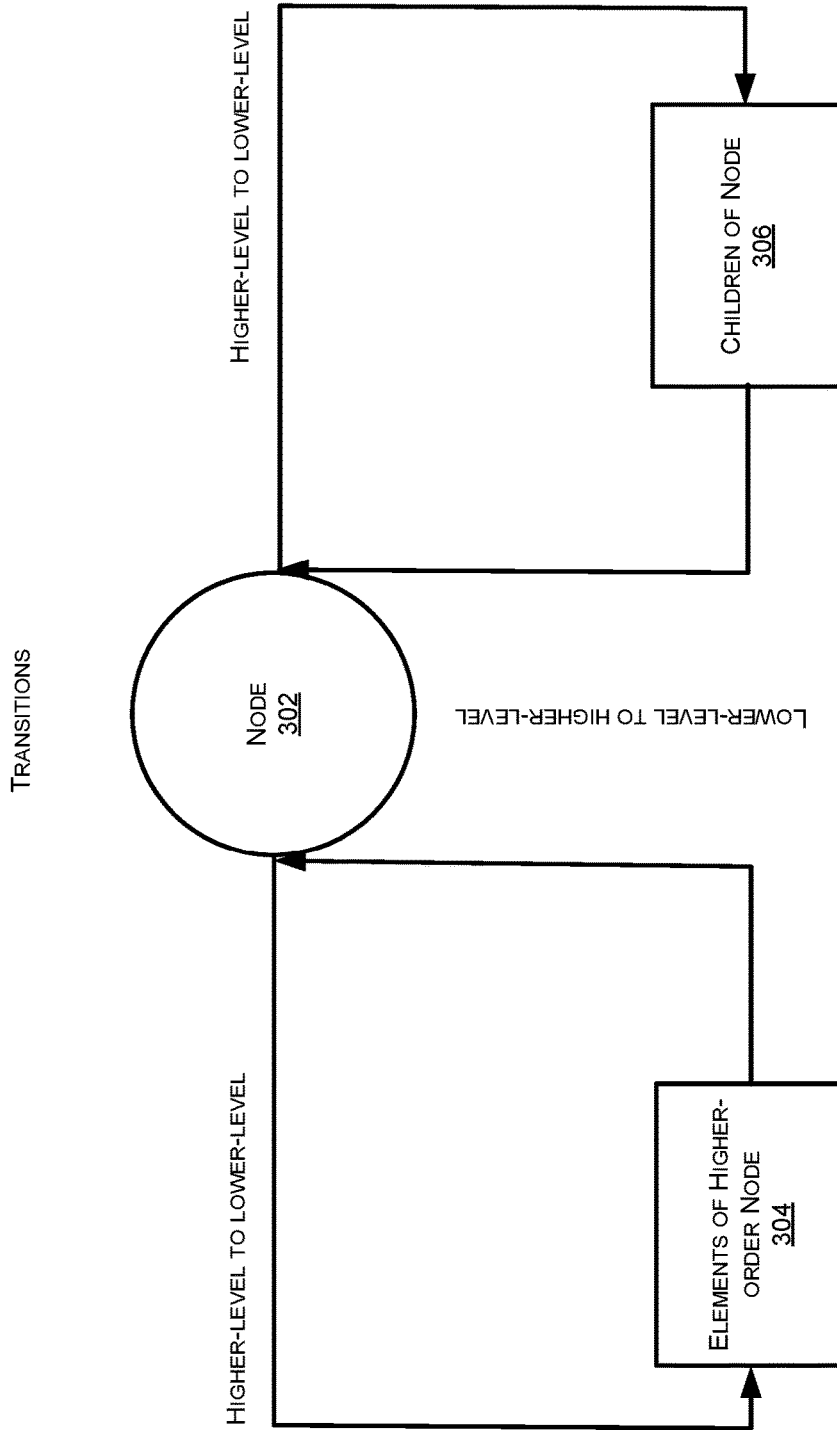 TRANSITIONS
HIGHER-LEVEL TO LOWER-LEVEL
HIGHER-LEVEL TO LOWER-LEVEL
NODE
302
LOWER-LEVEL TO HIGHER-LEVEL
ELEMENTS OF HIGHER-
ORDER NODE
304
CHILDREN OF NODE
306